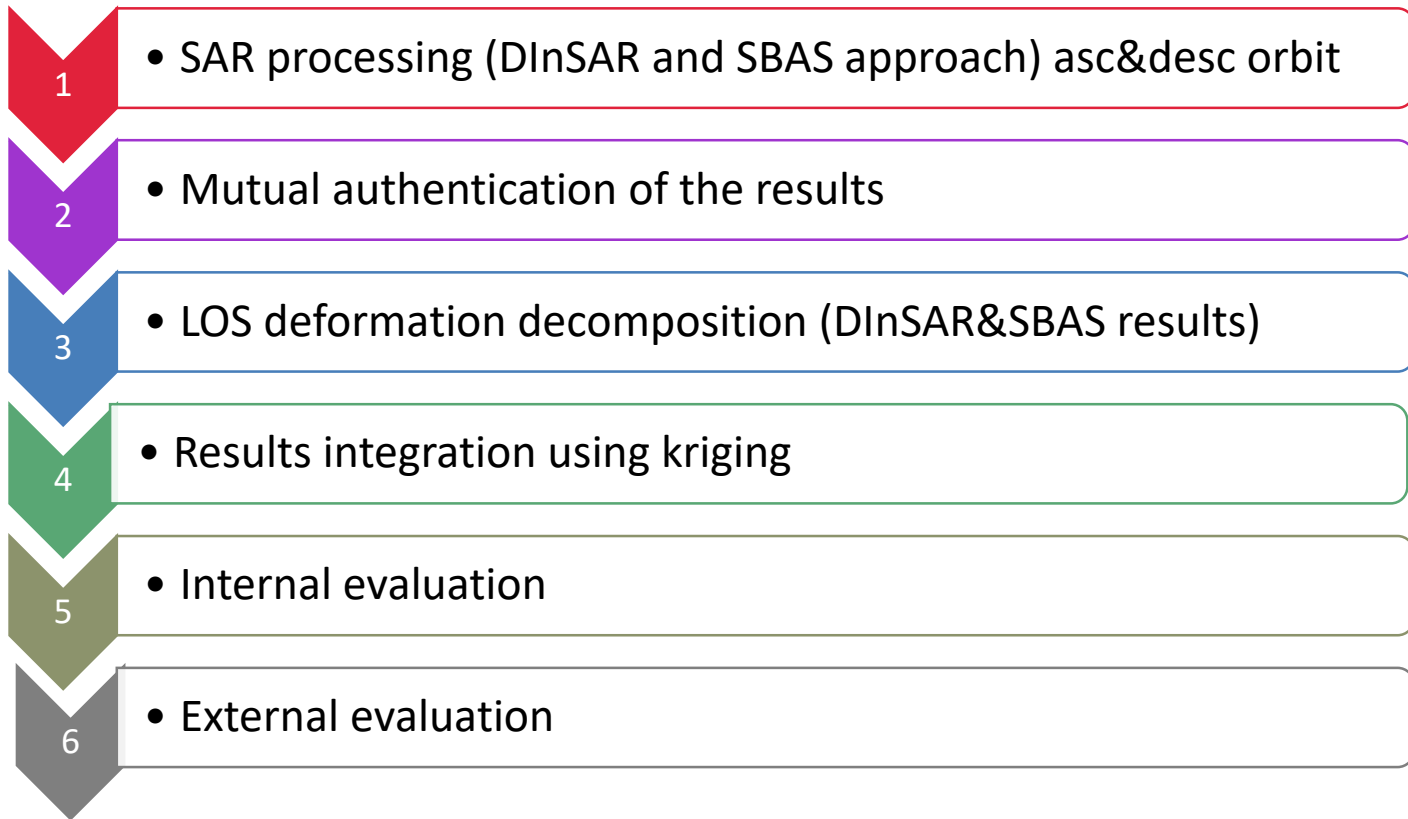 1
• SAR processing (DInSAR and SBAS approach) asc&desc orbit
2
• Mutual authentication of the results
3
• LOS deformation decomposition (DInSAR&SBAS results)
4
• Results integration using kriging
5
• Internal evaluation
6
• External evaluation